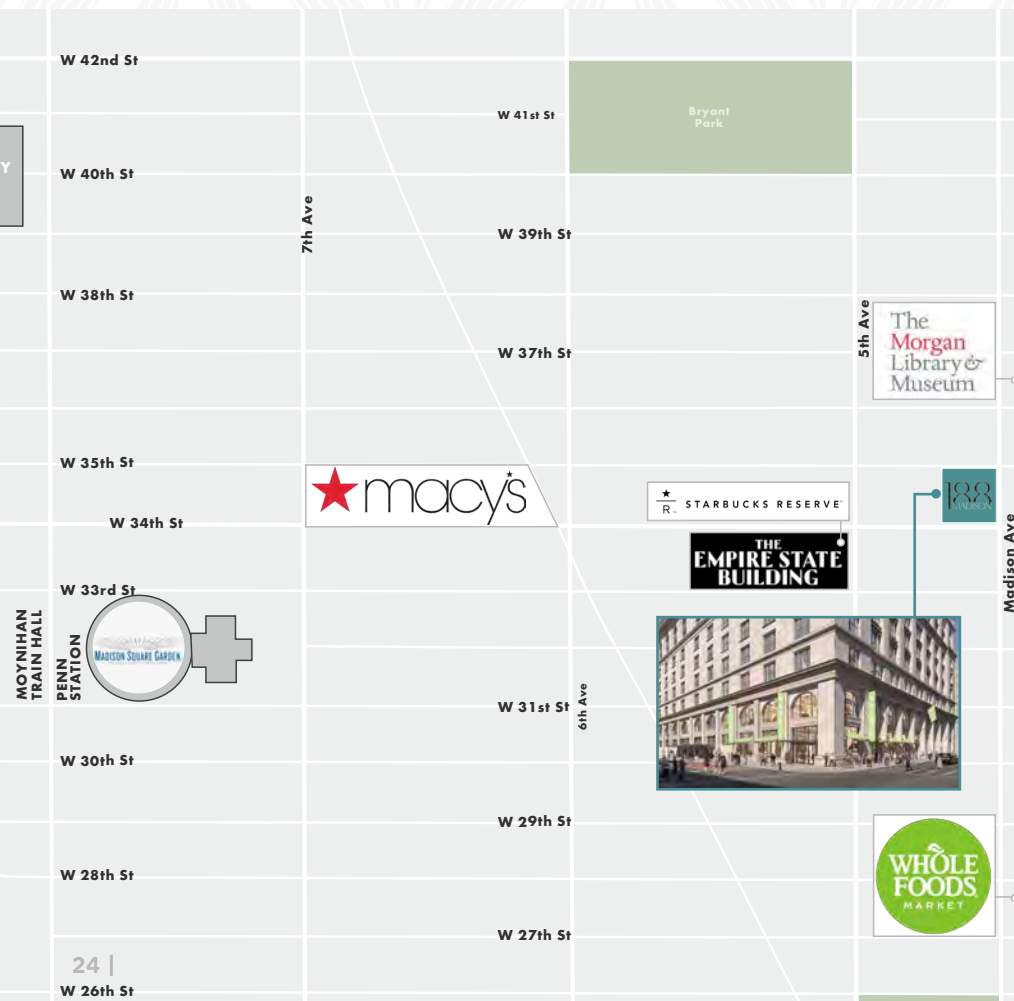 W 42nd St
W 41st St
Bryant
Park
Y
W 40th St
7th Ave
W 39th St
W 38th St
5th Ave
The
Morgan
Library &
Museum
W 37th St
W 35th St
macy's
R
STARBUCKS RESERVE
188
MADISON
W 34th St
Madison Ave
THE
EMPIRE STATE
BUILDING
W 33rd St
MOYNIHAN
TRAIN HALL
PENN
STATION
MADISON SQUARE GARDEN
W 31st St
6th Ave
W 30th St
W 29th St
WHOLE
FOODS
MARKET
W 28th St
W 27th St
24 |
W 26th St